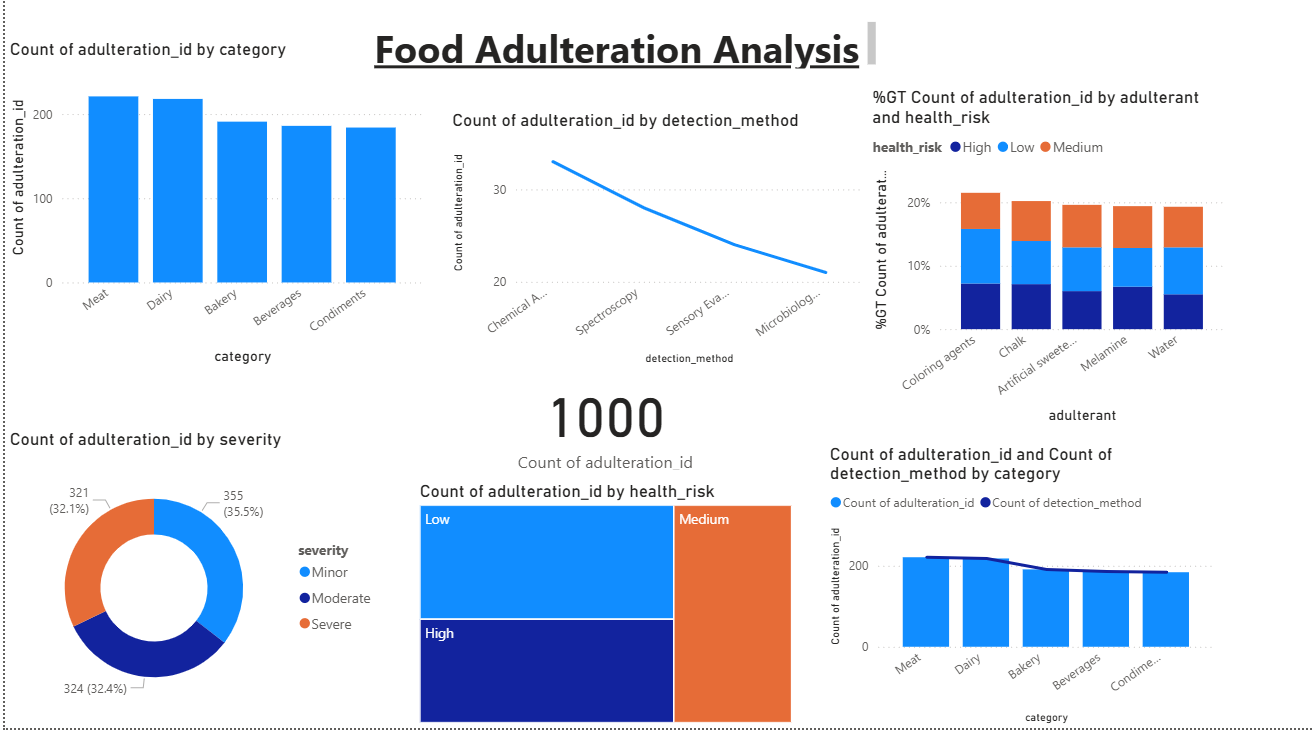 Food Adulteration Analysis
Count of adulteration_id by category
Count of adulteration_id
200
100
0
Meat
Dairy
Bakery
Beverages
Condiments
category
Count of adulteration_id by detection_method
Count of adulteration_id
30
20
Chemical A...
Spectroscopy
Sensory Eva...
Microbiolog...
detection_method
%GT Count of adulteration_id by adulterant
and health_risk
health_risk High Low Medium
%GT Count of adulterat...
20%
10%
0%
Coloring agents
Chalk
Artificial sweete...
Melamine
Water
adulterant
Count of adulteration_id by severity
321
(32.1%)
355
(35.5%)
324 (32.4%)
severity
Minor
Moderate
Severe
1000
Count of adulteration_id
Count of adulteration_id by health_risk
Low
High
Medium
Count of adulteration_id and Count of
detection_method by category
Count of adulteration_id Count of detection_method
Count of adulteration_id
200
0
Meat
Dairy
Bakery
Beverages
Condime...
category